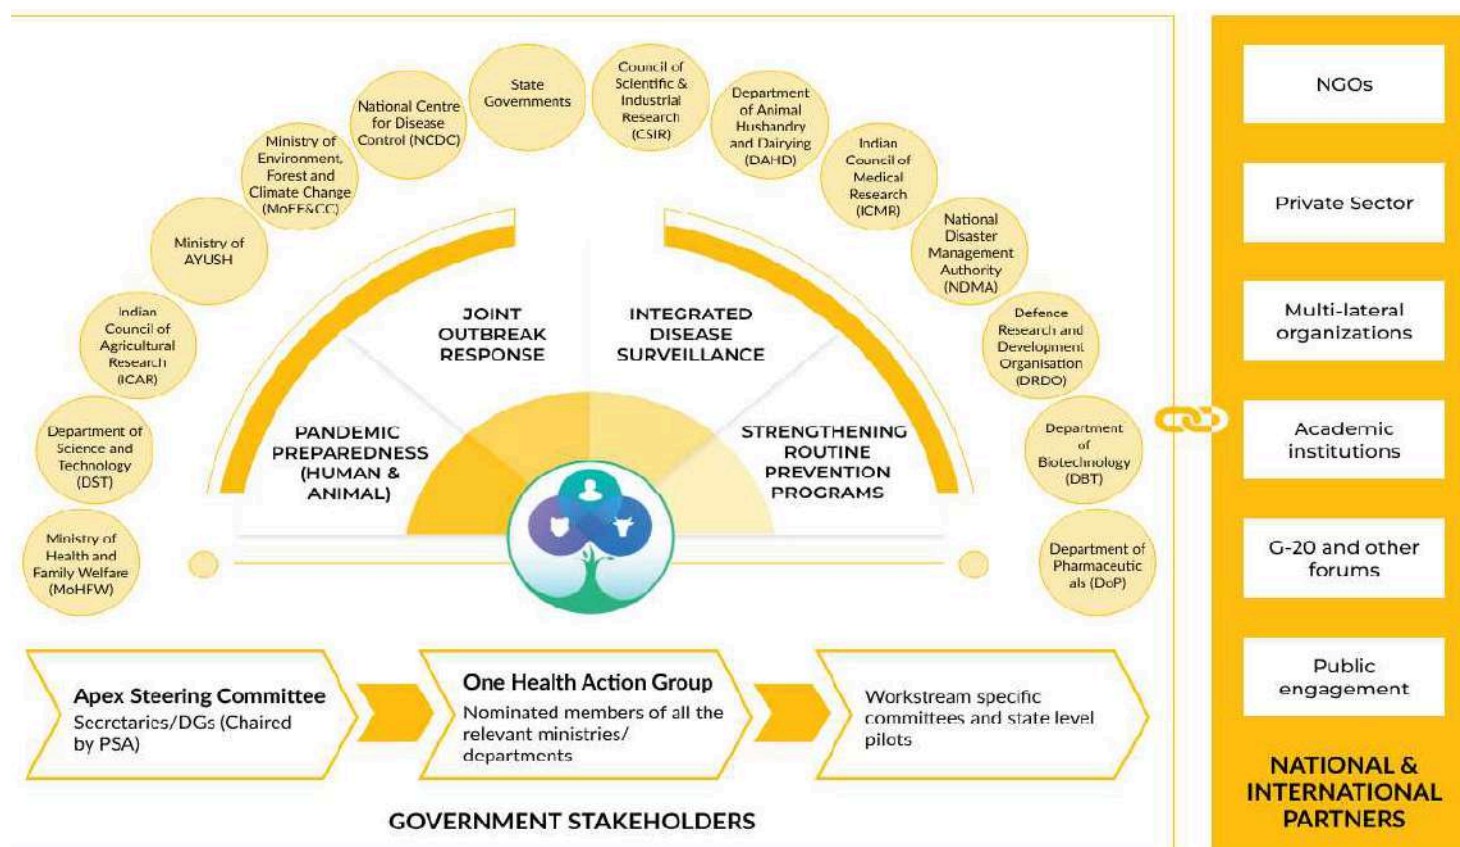 Ministry of
Health and
Family Welfare
(MoHFW)
Department of
Science and
Technology
(DST)
Indian
Council of
Agricultural
Research
(ICAR)
Ministry of
AYUSH
Ministry of
Environment,
Forest and
Climate Change
(MoEF&CC)
National Centre
for Disease
Control (NCDC)
State
Governments
Council of
Scientific &
Industrial
Research
(CSIR)
Department
of Animal
Husbandry
and Dairying
(DAHD)
Indian
Council of
Medical
Research
(ICMR)
National
Disaster
Management
Authority
(NDMA)
Defence
Research and
Development
Organisation
(DRDO)
Department
of
Biotechnology
(DBT)
Department of
Pharmaceutic
als (DoP)
PANDEMIC
PREPAREDNESS
(HUMAN &
ANIMAL)
JOINT
OUTBREAK
RESPONSE
INTEGRATED
DISEASE
SURVEILLANCE
STRENGTHENING
ROUTINE
PREVENTION
PROGRAMS
Apex Steering Committee
Secretaries/DGs (Chaired
by PSA)
One Health Action Group
Nominated members of all the
relevant ministries/
departments
Workstream specific
committees and state level
pilots
GOVERNMENT STAKEHOLDERS
NGOs
Private Sector
Multi-lateral
organizations
Academic
institutions
G-20 and other
forums
Public
engagement
NATIONAL &
INTERNATIONAL
PARTNERS